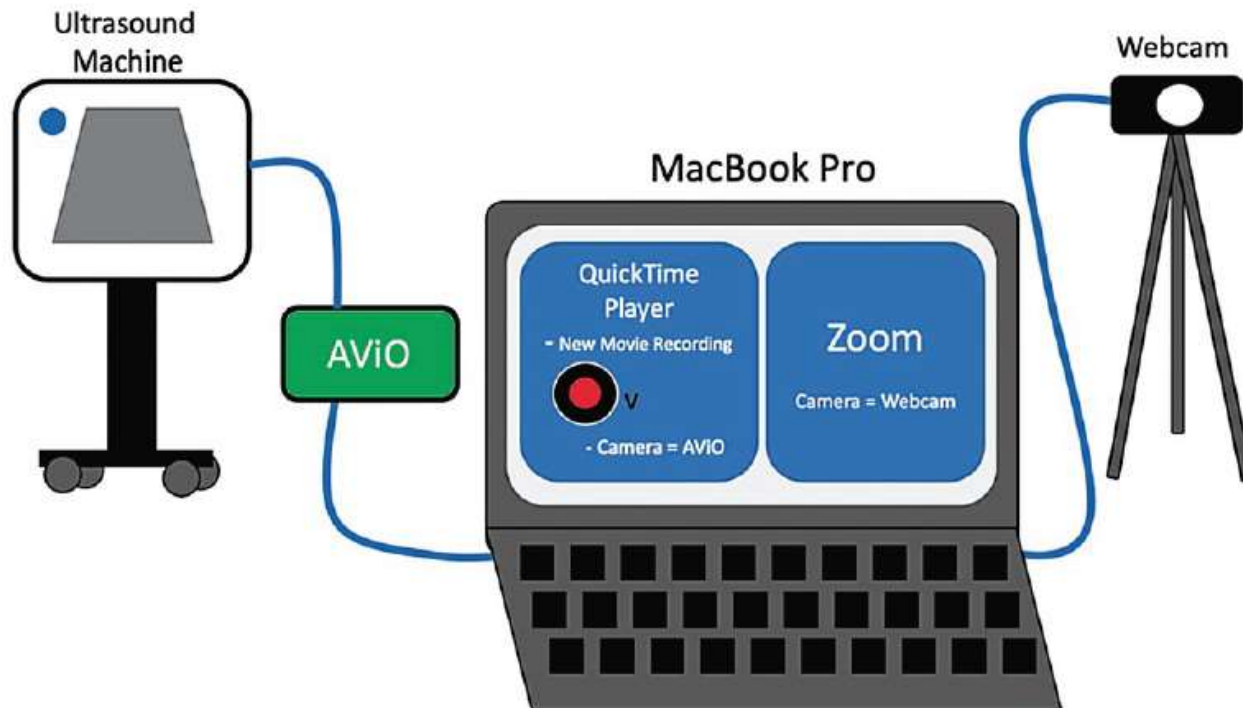 Ultrasound
Machine
Webcam
MacBook Pro
AViO
QuickTime
Player
- New Movie Recording
V
- Camera = AViO
Zoom
Camera = Webcam